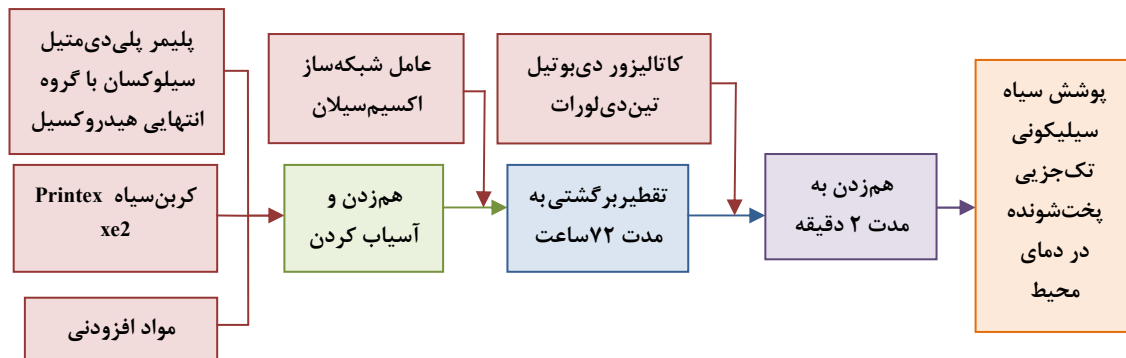 پلیمر پلی‌دی‌متیل
سیلوکسان با گروه
انتهایی هیدروکسیل
کربن‌سیاه Printex
xe2
مواد افزودنی
هم‌زدن و
آسیاب کردن
عامل شبکه‌ساز
اکسیم‌سیلان
تقطیربرگشتی‌به
مدت ۷۲ساعت
کاتالیزور دی‌بوتیل
تین‌دی‌لورات
هم‌زدن به
مدت ۲ دقیقه
پوشش سیاه
سیلیکونی
تک‌جزیی
پخت‌شونده
در دمای
محیط